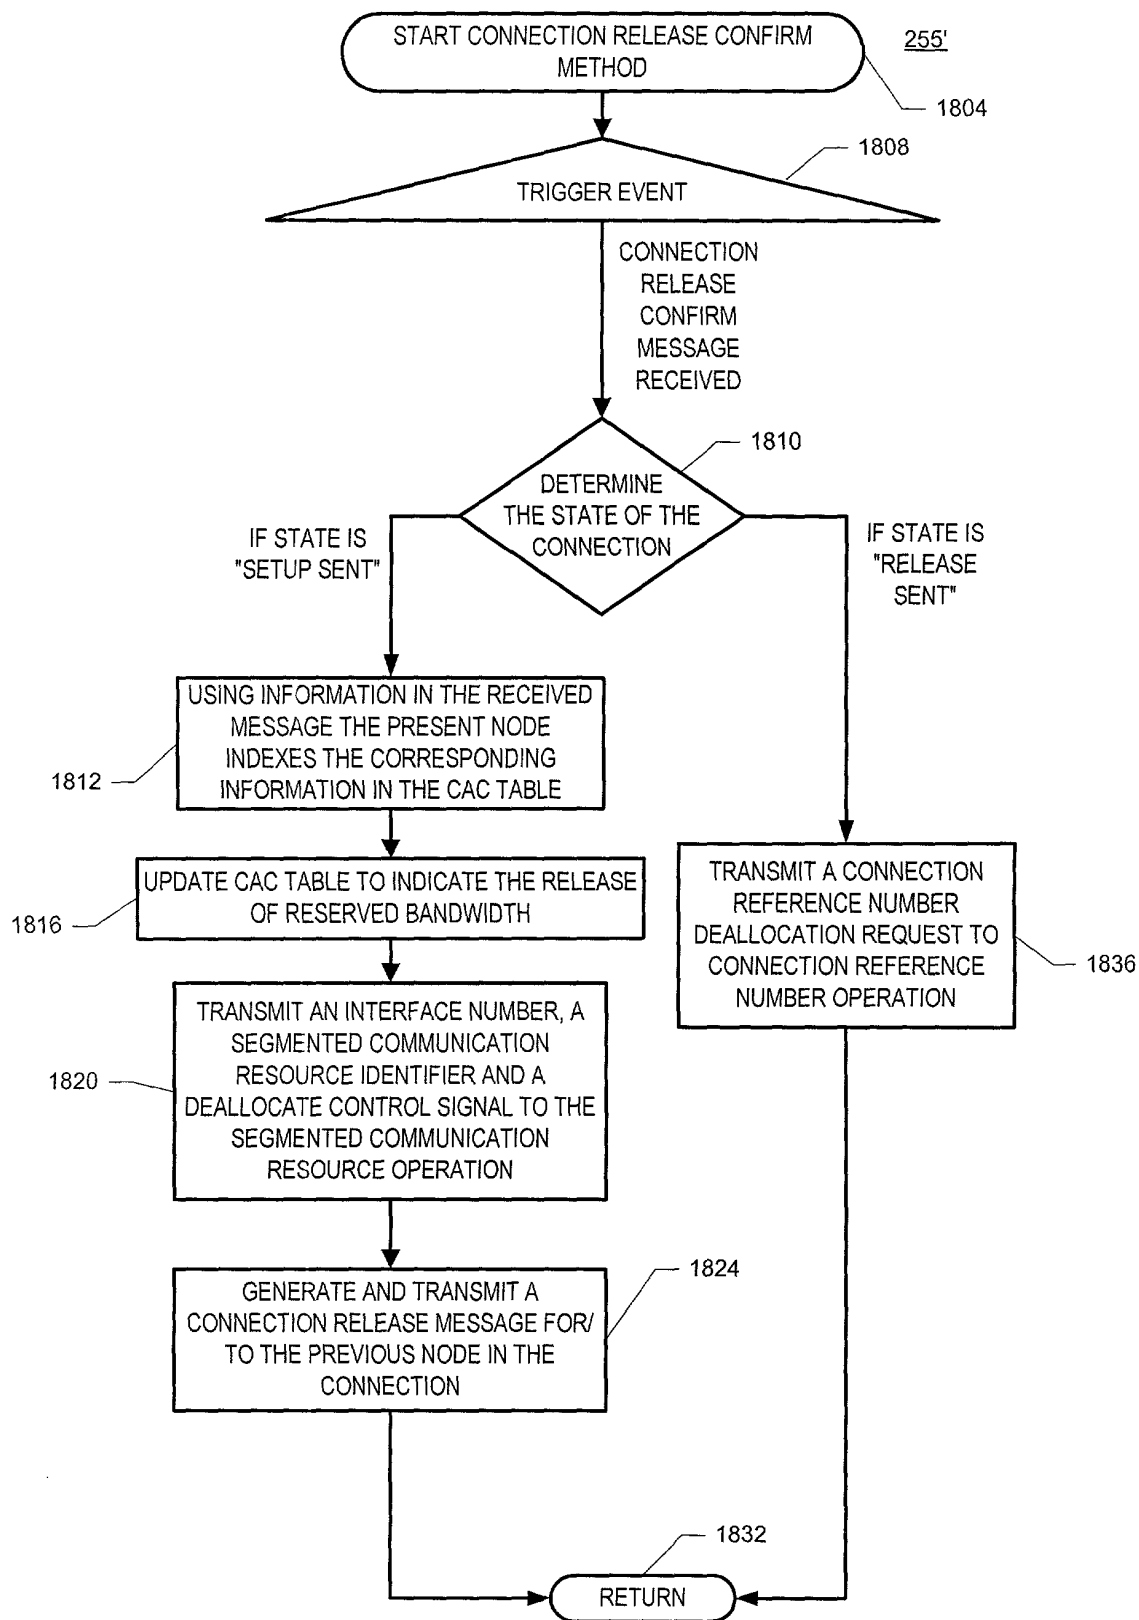 START CONNECTION RELEASE CONFIRM
METHOD
255'
1804
1808
TRIGGER EVENT
CONNECTION
RELEASE
CONFIRM
MESSAGE
RECEIVED
1810
DETERMINE
THE STATE OF THE
CONNECTION
IF STATE IS
"SETUP SENT"
IF STATE IS
"RELEASE
SENT"
USING INFORMATION IN THE RECEIVED
MESSAGE THE PRESENT NODE
INDEXES THE CORRESPONDING
INFORMATION IN THE CAC TABLE
1812
UPDATE CAC TABLE TO INDICATE THE RELEASE
OF RESERVED BANDWIDTH
1816
TRANSMIT A CONNECTION
REFERENCE NUMBER
DEALLOCATION REQUEST TO
CONNECTION REFERENCE
NUMBER OPERATION
1836
TRANSMIT AN INTERFACE NUMBER, A
SEGMENTED COMMUNICATION
RESOURCE IDENTIFIER AND A
DEALLOCATE CONTROL SIGNAL TO THE
SEGMENTED COMMUNICATION
RESOURCE OPERATION
1820
GENERATE AND TRANSMIT A
CONNECTION RELEASE MESSAGE FOR/
TO THE PREVIOUS NODE IN THE
CONNECTION
1824
1832
RETURN